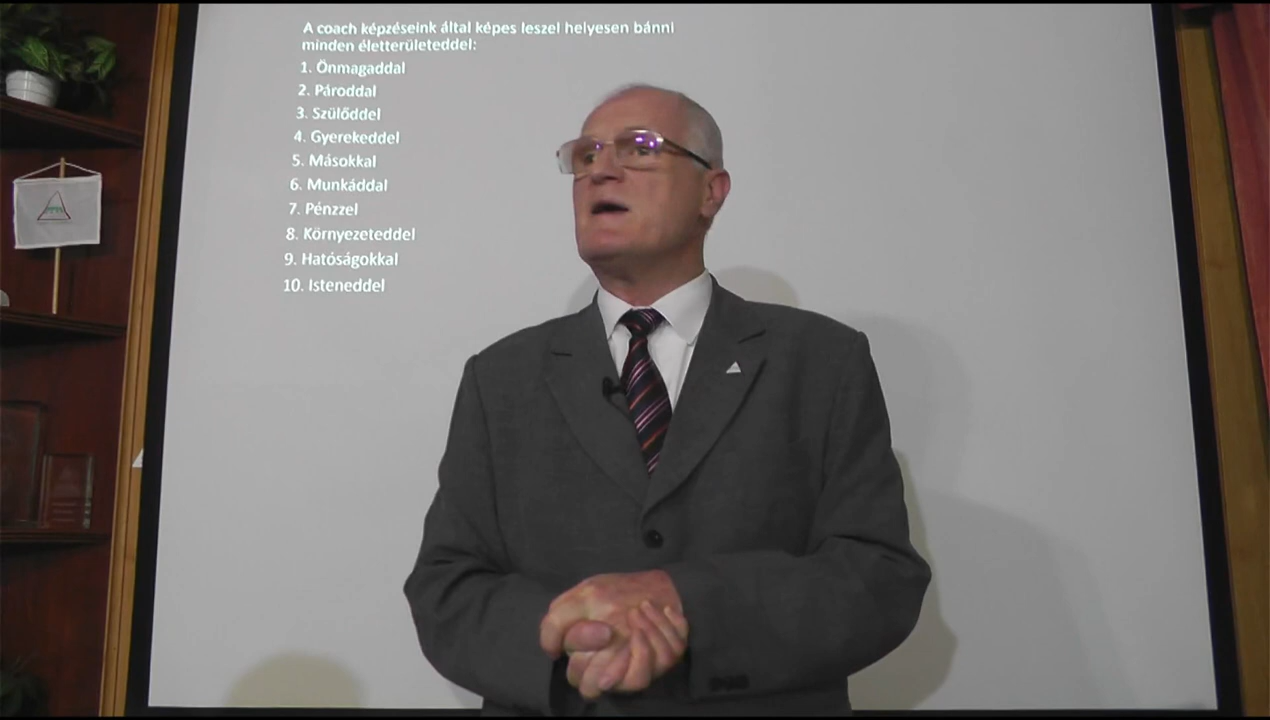 A coach képzéseink által képes leszel helyesen bánni
minden életterületeddel:
1. Önmagaddal
2. Pároddal
3. Szülőddel
4. Gyerekeddel
5. Másokkal
6. Munkáddal
7. Pénzzel
8. Környezeteddel
9. Hatóságokkal
10. Isteneddel